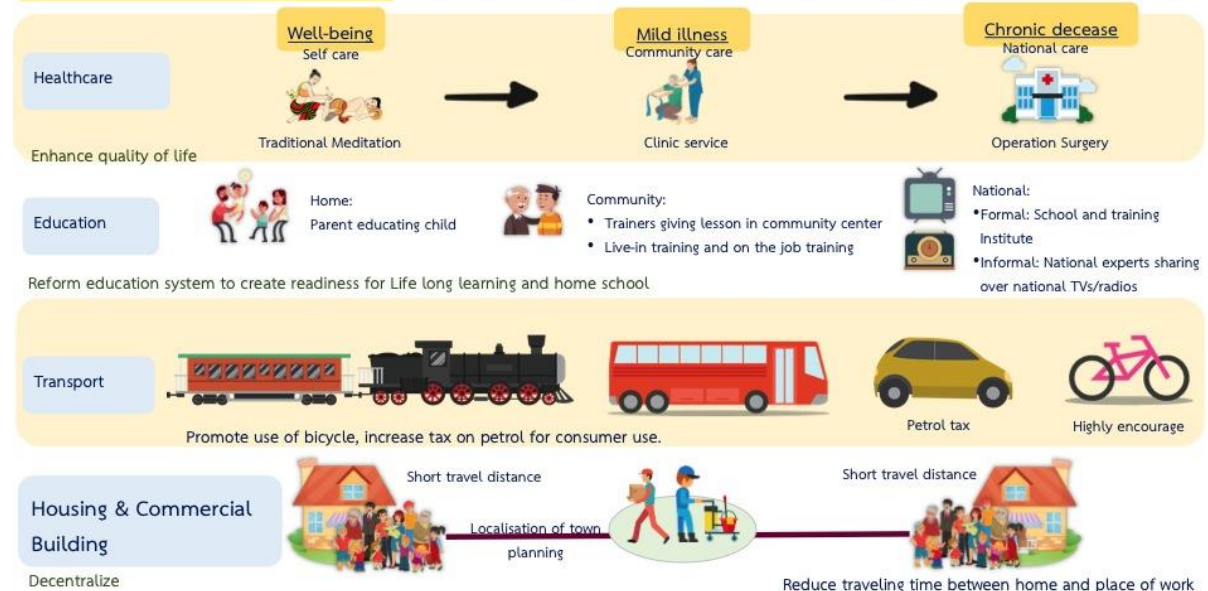 Well-being
Self care
Mild illness
Community care
Chronic decease
National care
Healthcare
Traditional Meditation
Clinic service
Operation Surgery
Enhance quality of life
Education
Home:
Parent educating child
Community:
• Trainers giving lesson in community center
• Live-in training and on the job training
National:
•Formal: School and training
Institute
•Informal: National experts sharing
over national TVs/radios
Reform education system to create readiness for Life long learning and home school
Transport
Petrol tax
Highly encourage
Promote use of bicycle, increase tax on petrol for consumer use.
Housing & Commercial
Building
Short travel distance
Localisation of town
planning
Short travel distance
Decentralize
Reduce traveling time between home and place of work